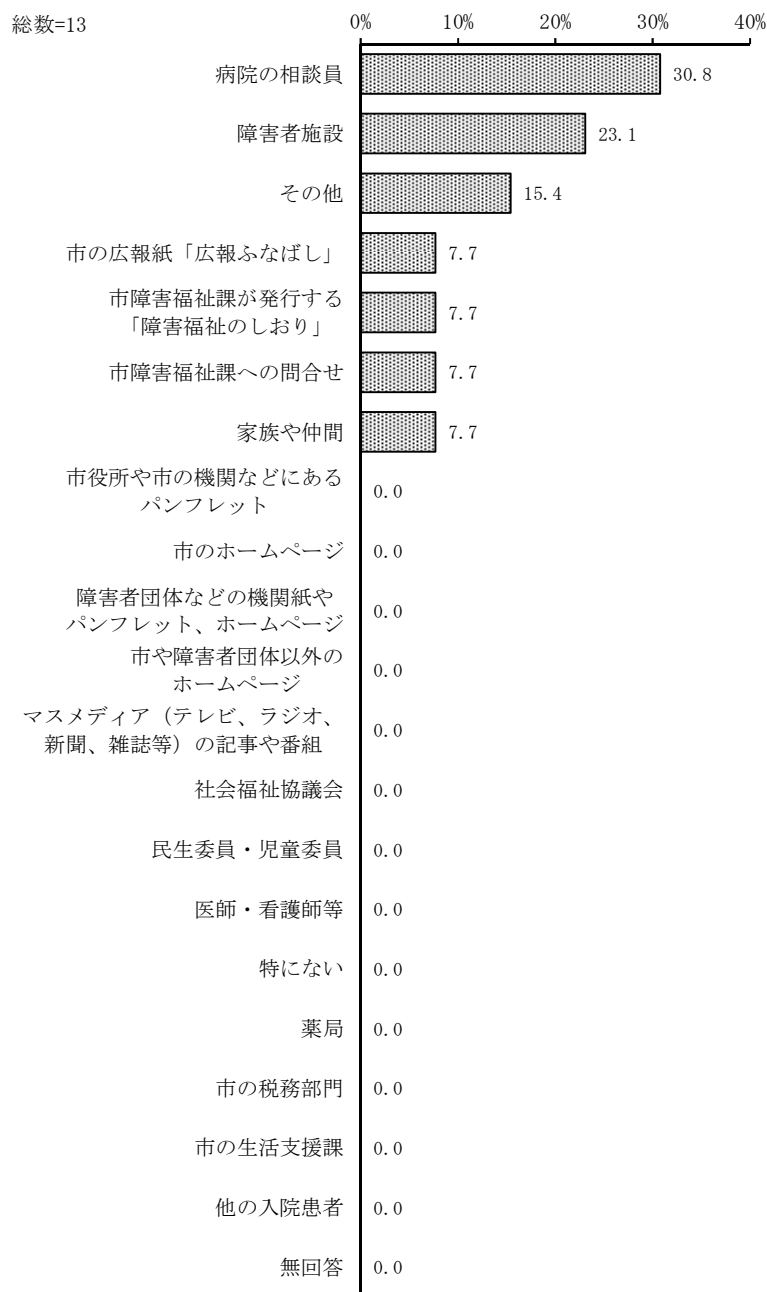 総数=13
0%
10%
20%
30%
40%
病院の相談員 30.8
障害者施設 23.1
その他 15.4
市の広報紙「広報ふなばし」 7.7
市障害福祉課が発行する
「障害福祉のしおり」 7.7
市障害福祉課への問合せ 7.7
家族や仲間 7.7
市役所や市の機関などにある
パンフレット 0.0
市のホームページ 0.0
障害者団体などの機関紙や
パンフレット、ホームページ 0.0
市や障害者団体以外の
ホームページ 0.0
マスメディア（テレビ、ラジオ、
新聞、雑誌等）の記事や番組 0.0
社会福祉協議会 0.0
民生委員・児童委員 0.0
医師・看護師等 0.0
特にない 0.0
薬局 0.0
市の税務部門 0.0
市の生活支援課 0.0
他の入院患者 0.0
無回答 0.0